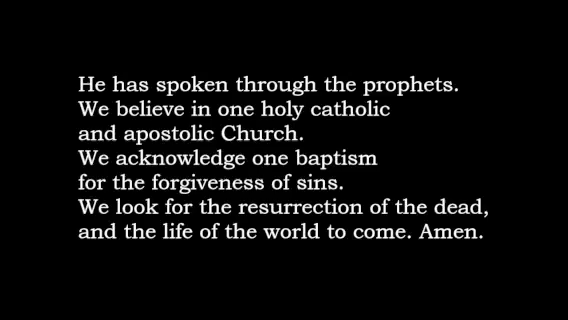 He has spoken through the prophets.
We believe in one holy catholic
and apostolic Church.
We acknowledge one baptism
for the forgiveness of sins.
We look for the resurrection of the dead,
and the life of the world to come. Amen.